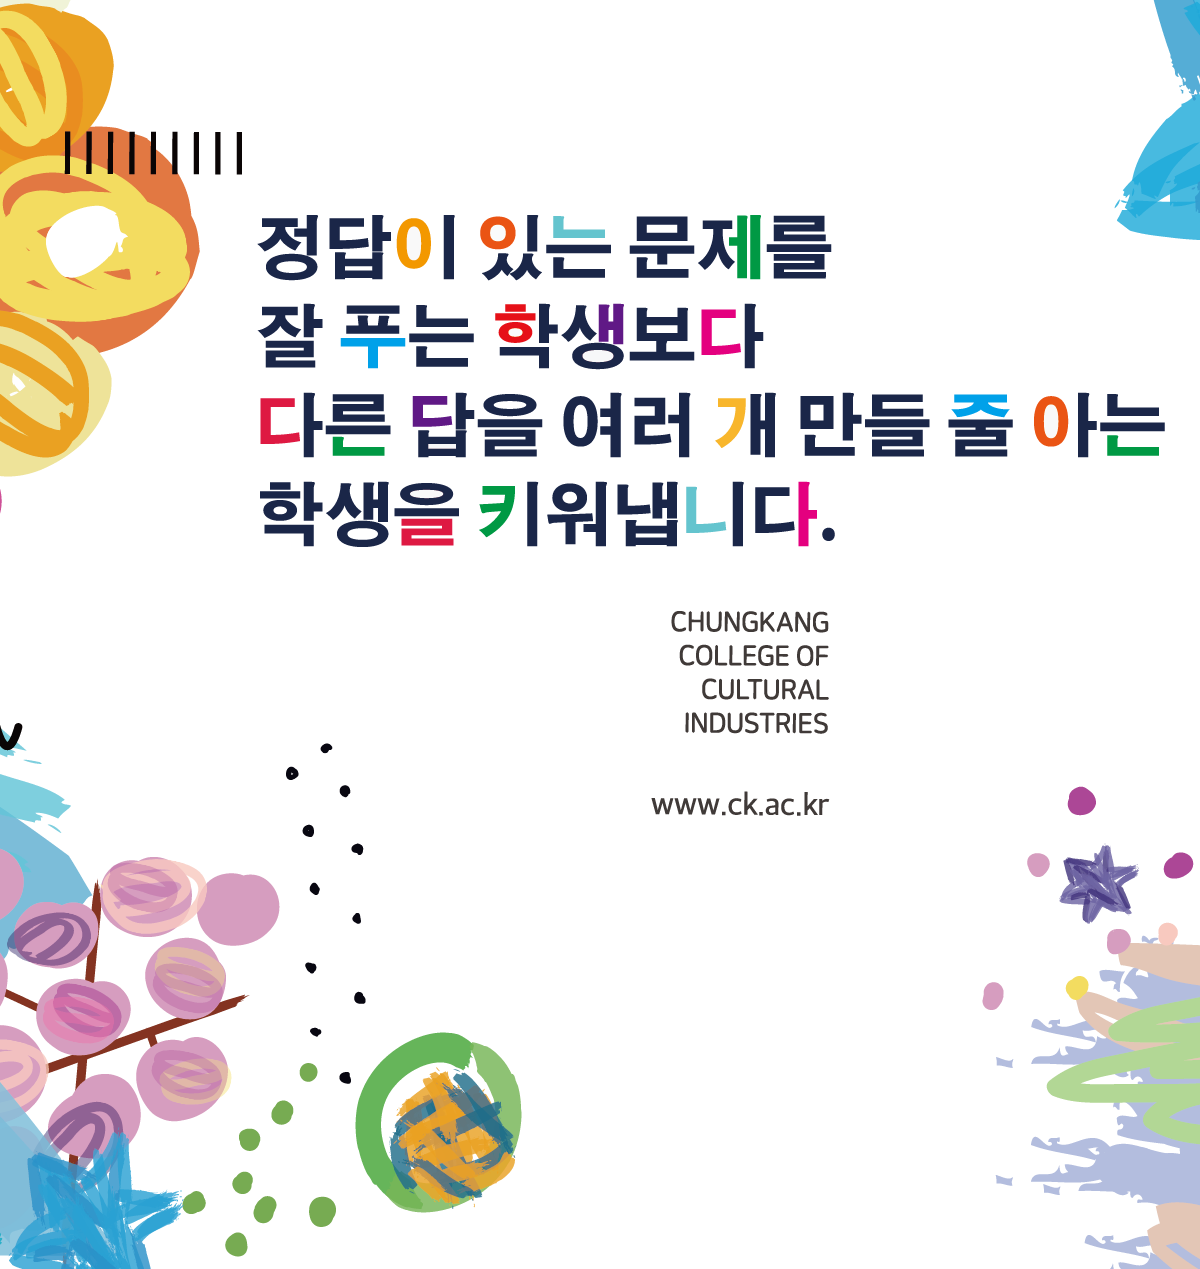 정답이 있는 문제를
잘 푸는 학생보다
다른 답을 여러 개 만들 줄 아는
학생을 키워냅니다.
CHUNGKANG
COLLEGE OF
CULTURAL
INDUSTRIES
www.ck.ac.kr